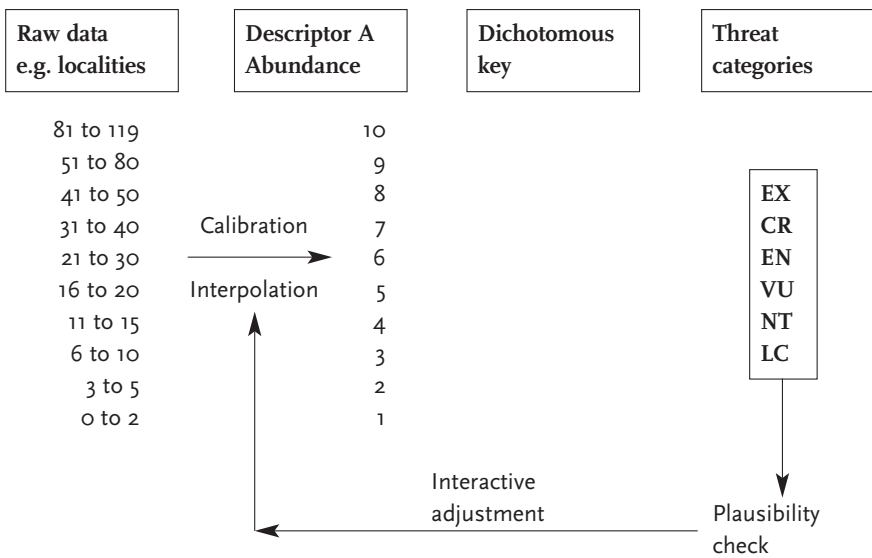 Raw data
e.g. localities
Descriptor A
Abundance
Dichotomous
key
Threat
categories
81 to 119
10
51 to 80
9
41 to 50
8
31 to 40
7
21 to 30
6
16 to 20
5
11 to 15
4
6 to 10
3
3 to 5
2
0 to 2
1
Calibration
Interpolation
EX
CR
EN
VU
NT
LC
Interactive
adjustment
Plausibility
check